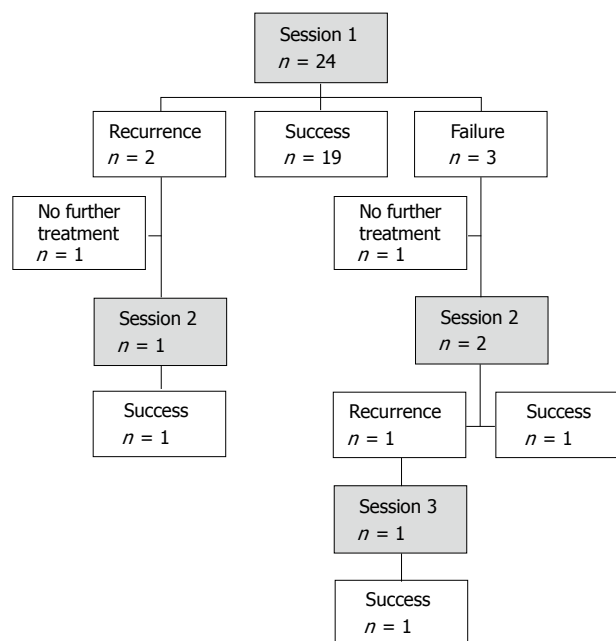 Session 1
n = 24
Recurrence
n = 2
Success
n = 19
Failure
n = 3
No further
treatment
n = 1
No further
treatment
n = 1
Session 2
n = 1
Session 2
n = 2
Success
n = 1
Recurrence
n = 1
Success
n = 1
Session 3
n = 1
Success
n = 1